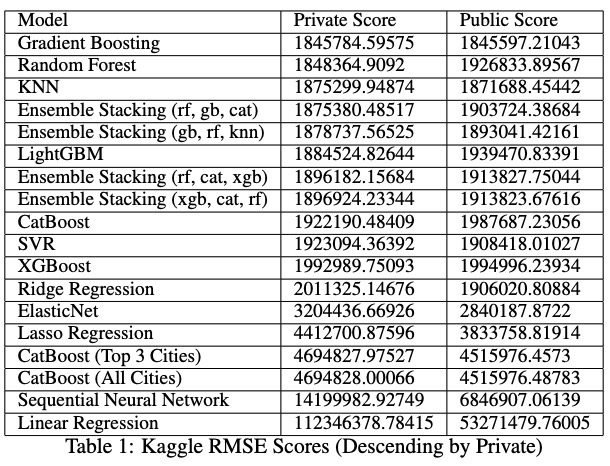 Model Private Score Public Score
Gradient Boosting 1845784.59575 1845597.21043
Random Forest 1848364.9092 1926833.89567
KNN 1875299.94874 1871688.45442
Ensemble Stacking (rf, gb, cat) 1875380.48517 1903724.38684
Ensemble Stacking (gb, rf, knn) 1878737.56525 1893041.42161
LightGBM 1884524.82644 1939470.83391
Ensemble Stacking (rf, cat, xgb) 1896182.15684 1913827.75044
Ensemble Stacking (xgb, cat, rf) 1896924.23344 1913823.67616
CatBoost 1922190.48409 1987687.23056
SVR 1923094.36392 1908418.01027
XGBoost 1992989.75093 1994996.23934
Ridge Regression 2011325.14676 1906020.80884
ElasticNet 3204436.66926 2840187.8722
Lasso Regression 4412700.87596 3833758.81914
CatBoost (Top 3 Cities) 4694827.97527 4515976.4573
CatBoost (All Cities) 4694828.00066 4515976.48783
Sequential Neural Network 14199982.92749 6846907.06139
Linear Regression 112346378.78415 53271479.76005
Table 1: Kaggle RMSE Scores (Descending by Private)